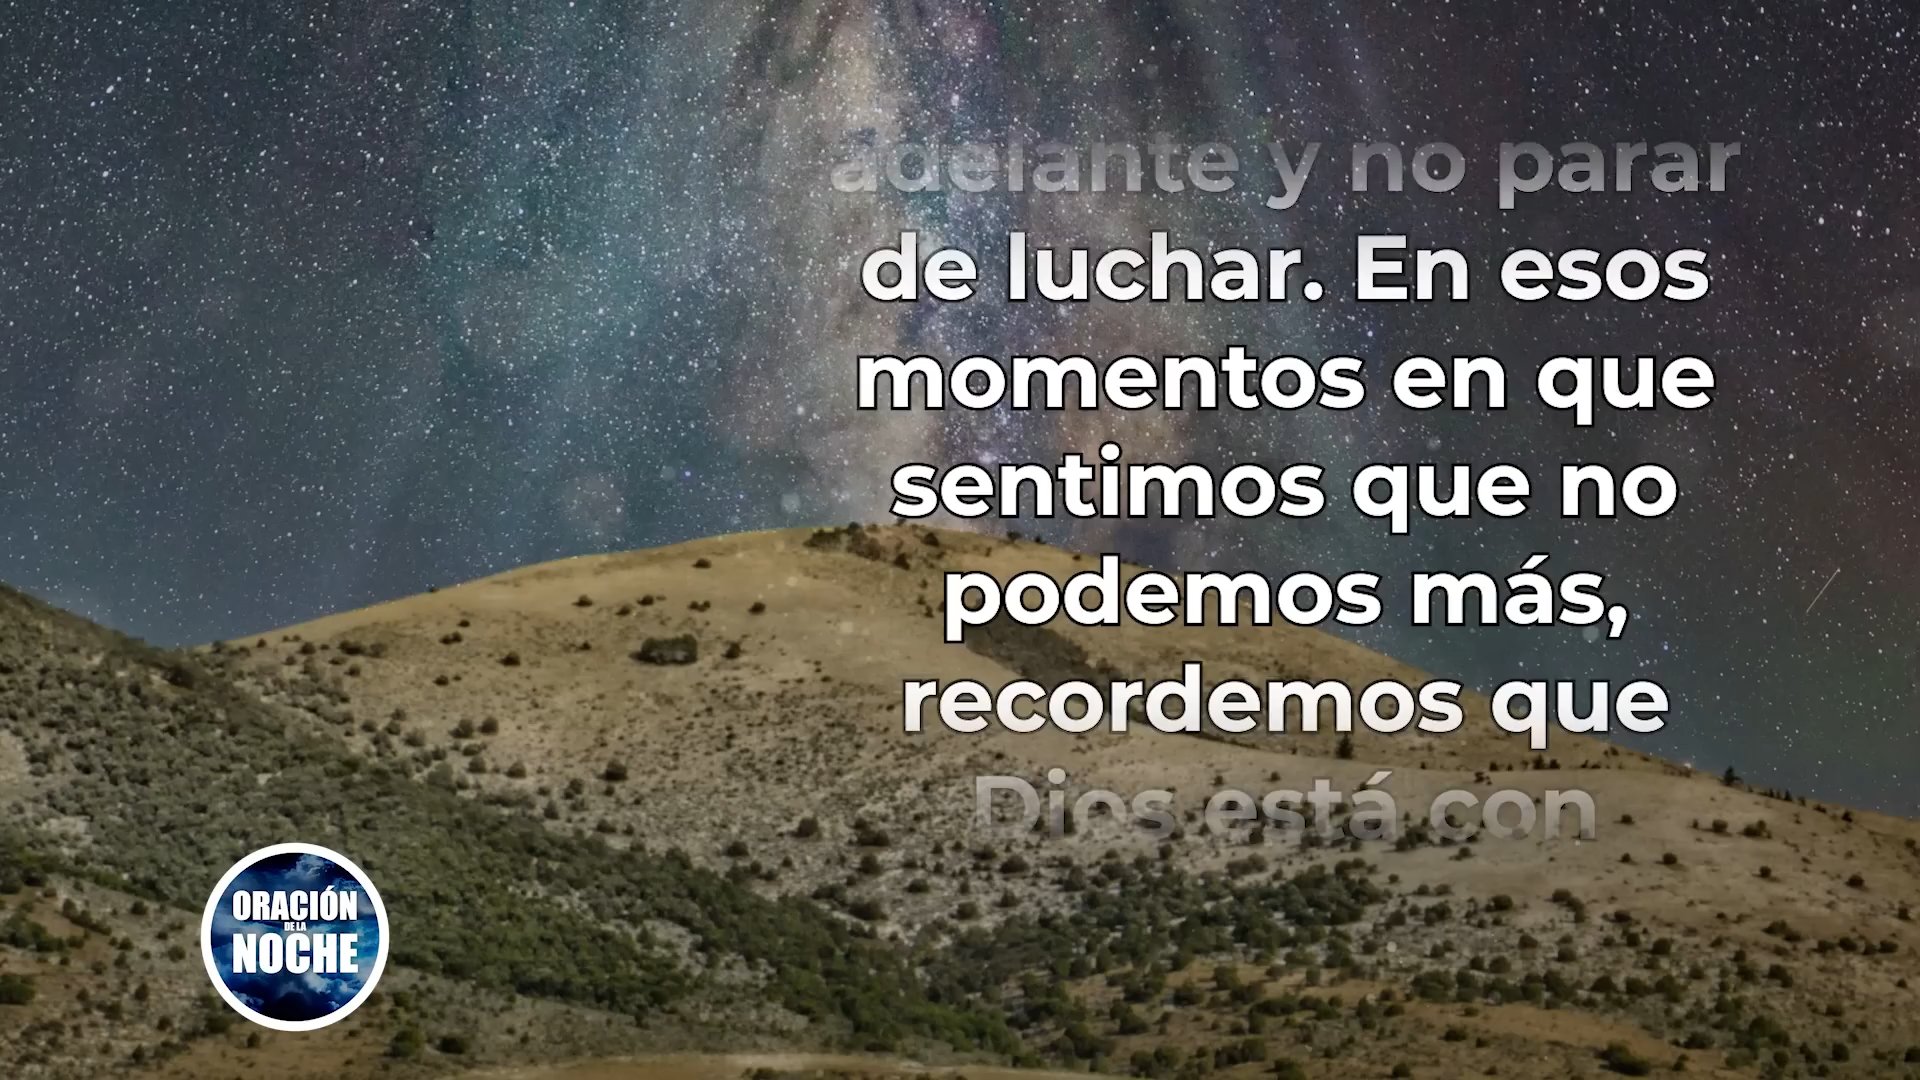 adelante y no parar
de luchar. En esos
momentos en que
sentimos que no
podemos más,
recordemos que
Dios está con
ORACIÓN
DE LA
NOCHE